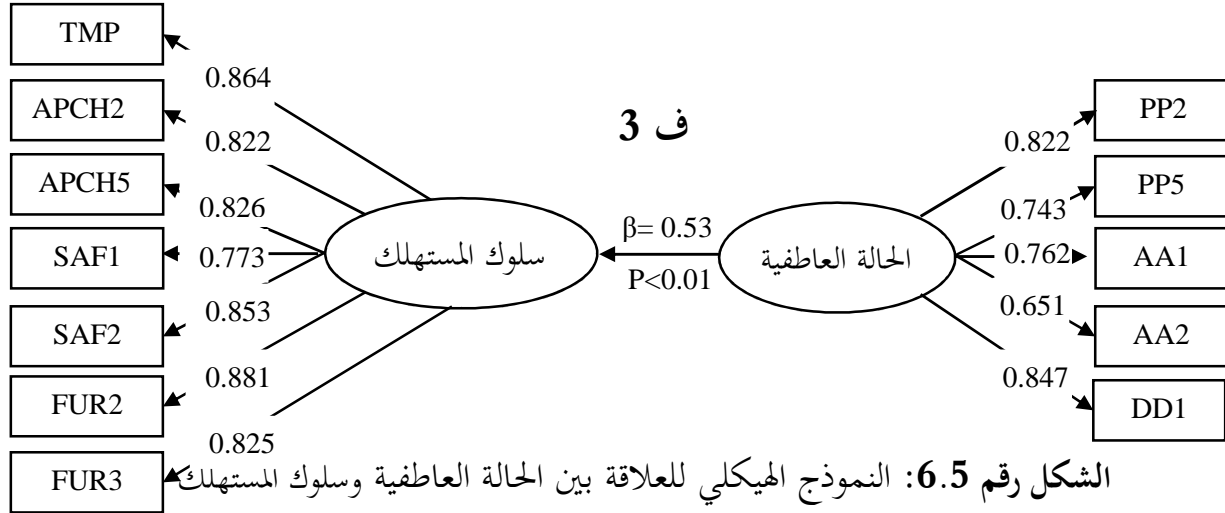 ف 3
TMP
APCH2
APCH5
SAF1
SAF2
FUR2
FUR3
0.864
0.822
0.826
0.773
0.853
0.881
0.825
سلوك المستهلك
β= 0.53
P<0.01
الحالة العاطفية
0.822
0.743
0.762
0.651
0.847
PP2
PP5
AA1
AA2
DD1
الشكل رقم 6.5: النموذج الهيكلي للعلاقة بين الحالة العاطفية وسلوك المستهلك